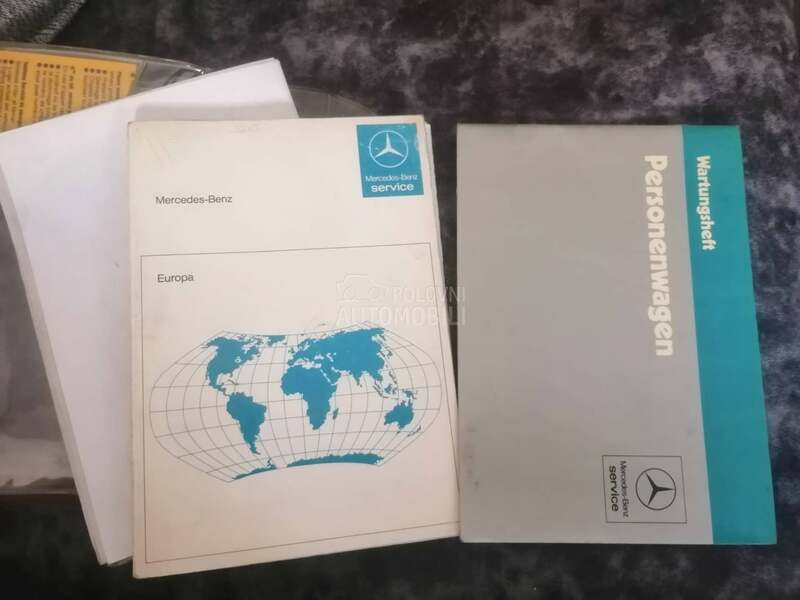 Mercedes-Benz
service
Mercedes-Benz
Europa
POLOVNI
AUTOMOBILI
Wartungsheft
Personenwagen
Mercedes-Benz
service